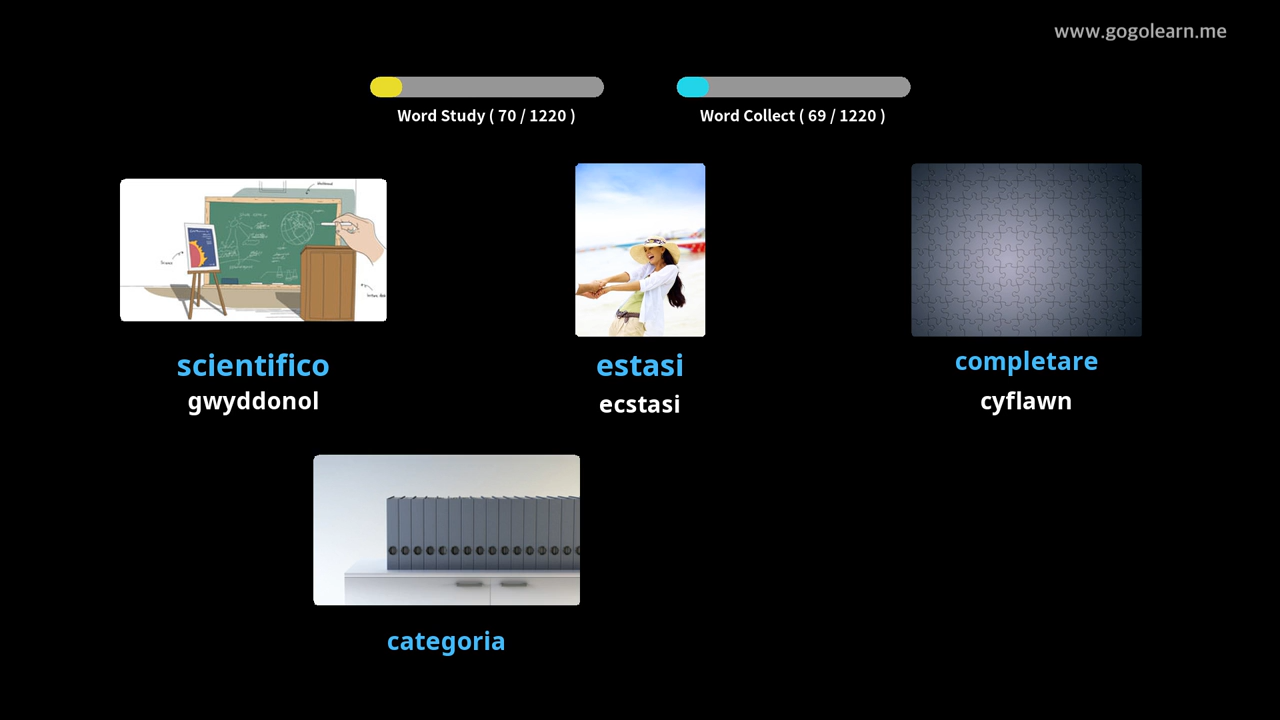 www.gogolearn.me
Word Study ( 70 / 1220 )
Word Collect ( 69 / 1220 )
scientifico
gwyddonol
estasi
ecstasi
completare
cyflawn
categoria